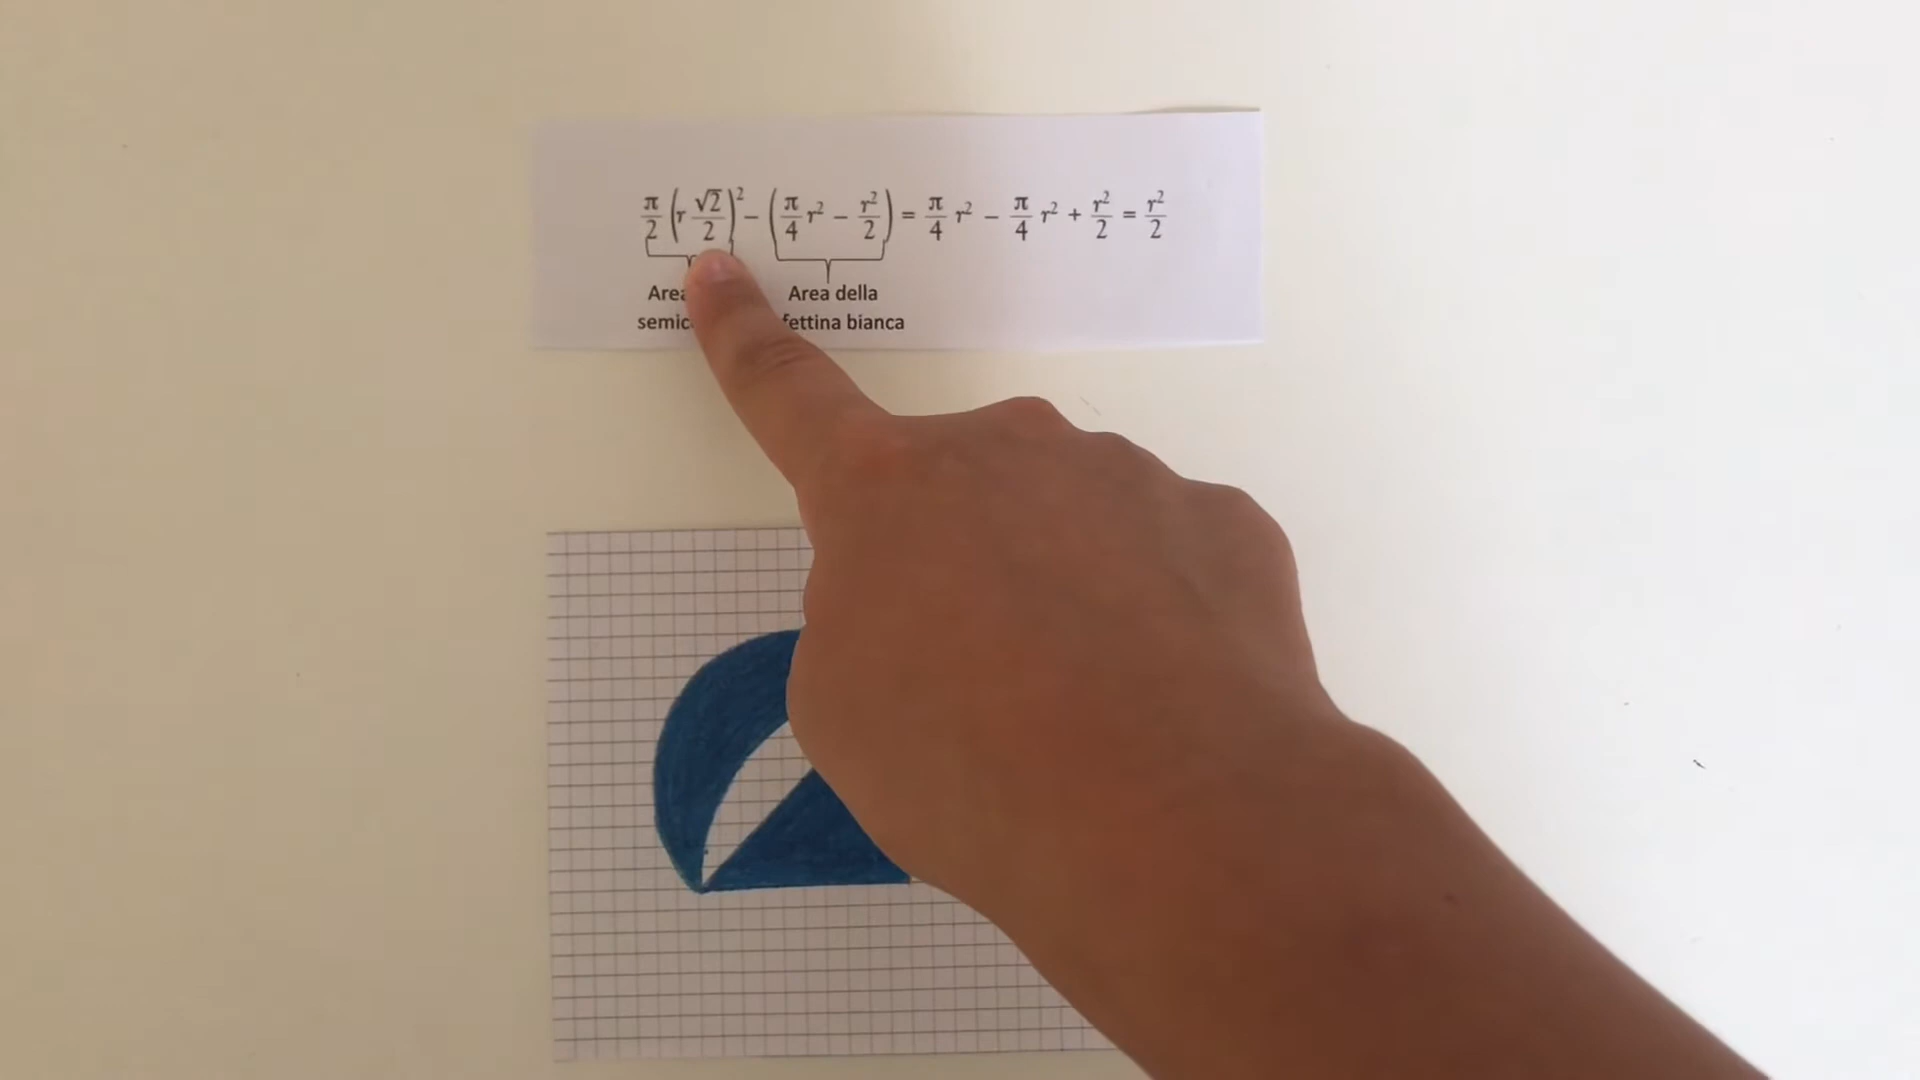 π/2 (r √2/2)² − (π/4 r² − r²/2) = π/4 r² − π/4 r² + r²/2 = r²/2
Area della
fettina bianca